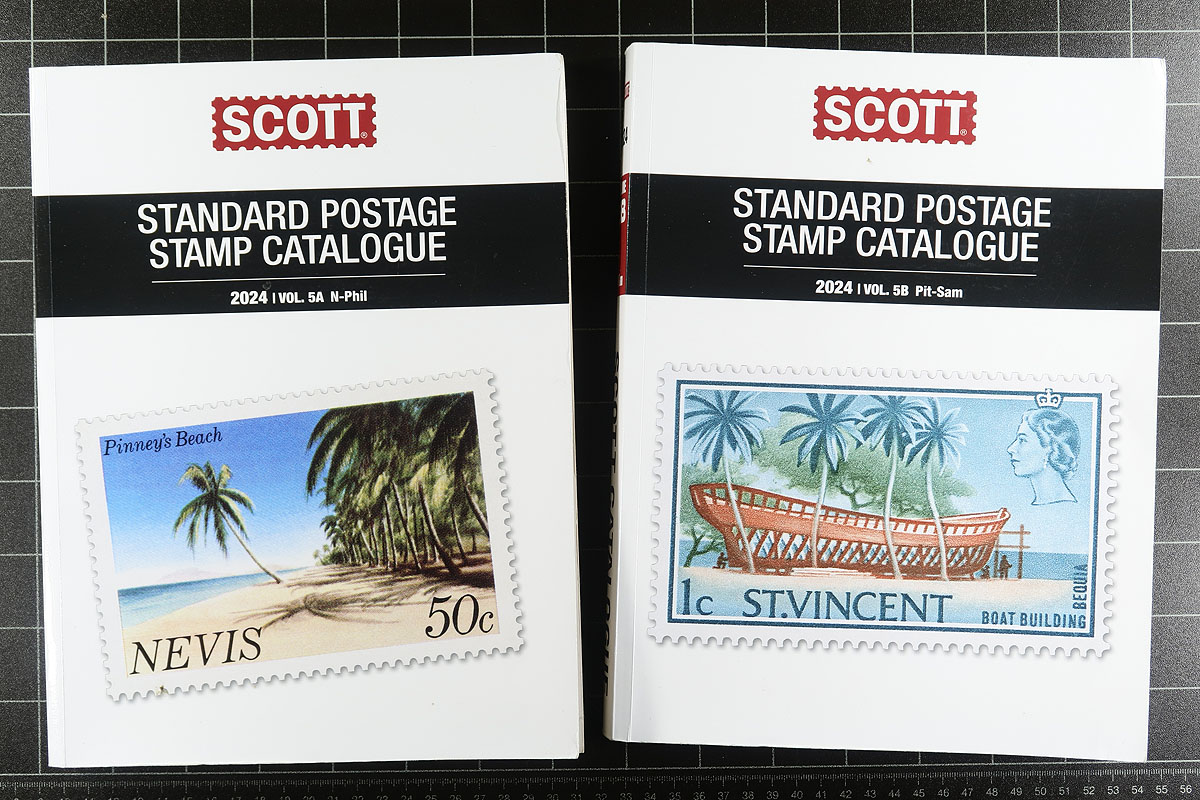 SCOTT®
STANDARD POSTAGE
STAMP CATALOGUE
2024 | VOL. 5A N-Phil
Pinney's Beach
50c
NEVIS
SCOTT®
STANDARD POSTAGE
STAMP CATALOGUE
2024 | VOL. 5B Pit-Sam
1c ST.VINCENT
BOAT BUILDING
BEQUIA